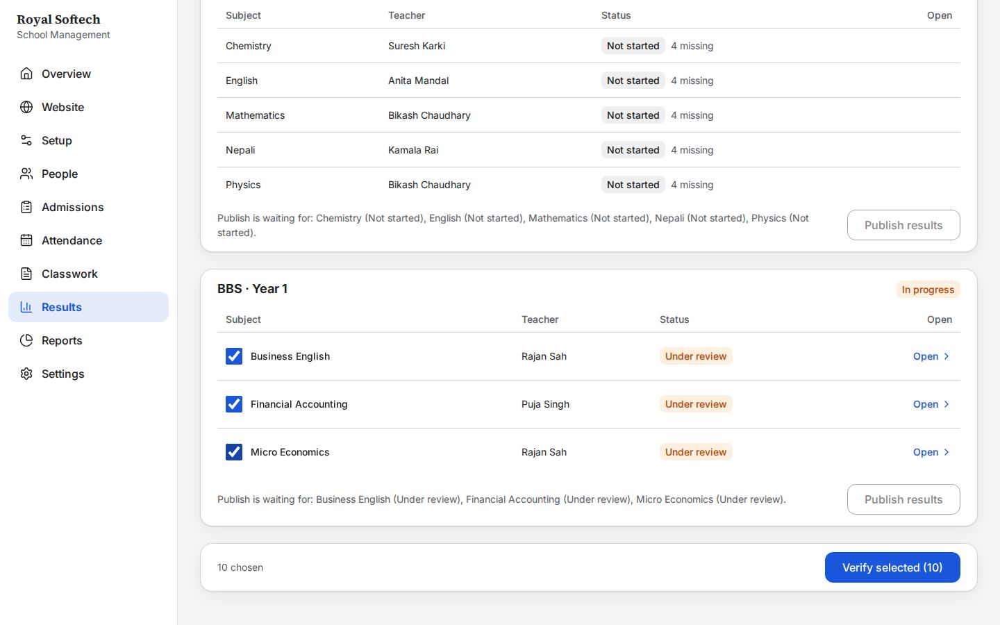 Royal Softech
School Management
Overview
Website
Setup
People
Admissions
Attendance
Classwork
Results
Reports
Settings
Subject Teacher Status Open
Chemistry Suresh Karki Not started 4 missing
English Anita Mandal Not started 4 missing
Mathematics Bikash Chaudhary Not started 4 missing
Nepali Kamala Rai Not started 4 missing
Physics Bikash Chaudhary Not started 4 missing
Publish is waiting for: Chemistry (Not started), English (Not started), Mathematics (Not started), Nepali (Not started), Physics (Not
started).
Publish results
BBS · Year 1 In progress
Subject Teacher Status Open
Business English Rajan Sah Under review Open
Financial Accounting Puja Singh Under review Open
Micro Economics Rajan Sah Under review Open
Publish is waiting for: Business English (Under review), Financial Accounting (Under review), Micro Economics (Under review).
Publish results
10 chosen Verify selected (10)